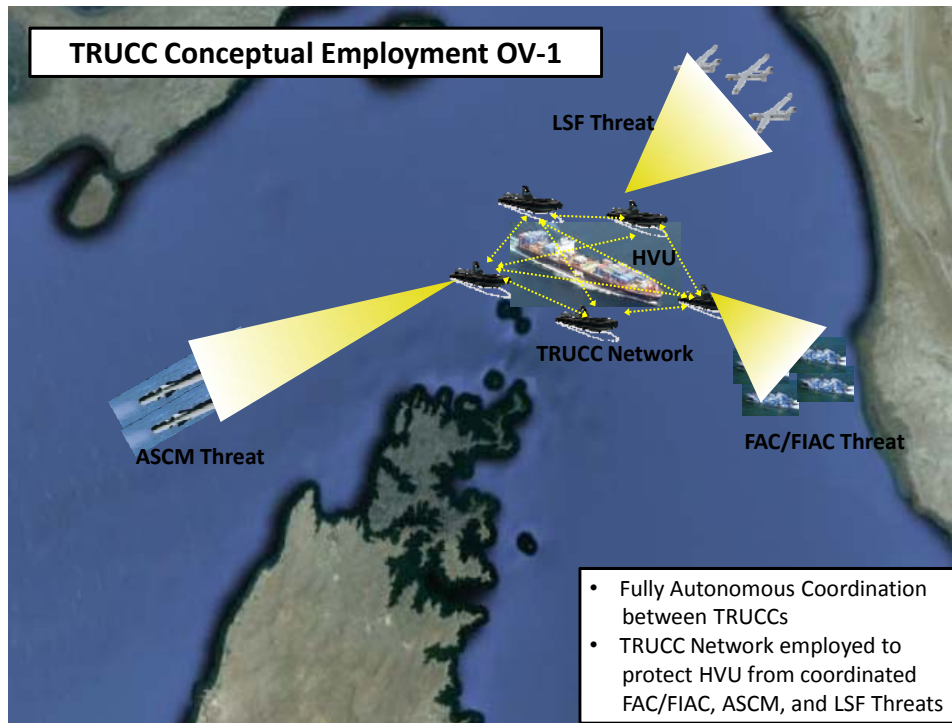 TRUCC Conceptual Employment OV-1
LSF Threat
HVU
TRUCC Network
ASCM Threat
FAC/FIAC Threat
• Fully Autonomous Coordination
between TRUCCs
• TRUCC Network employed to
protect HVU from coordinated
FAC/FIAC, ASCM, and LSF Threats